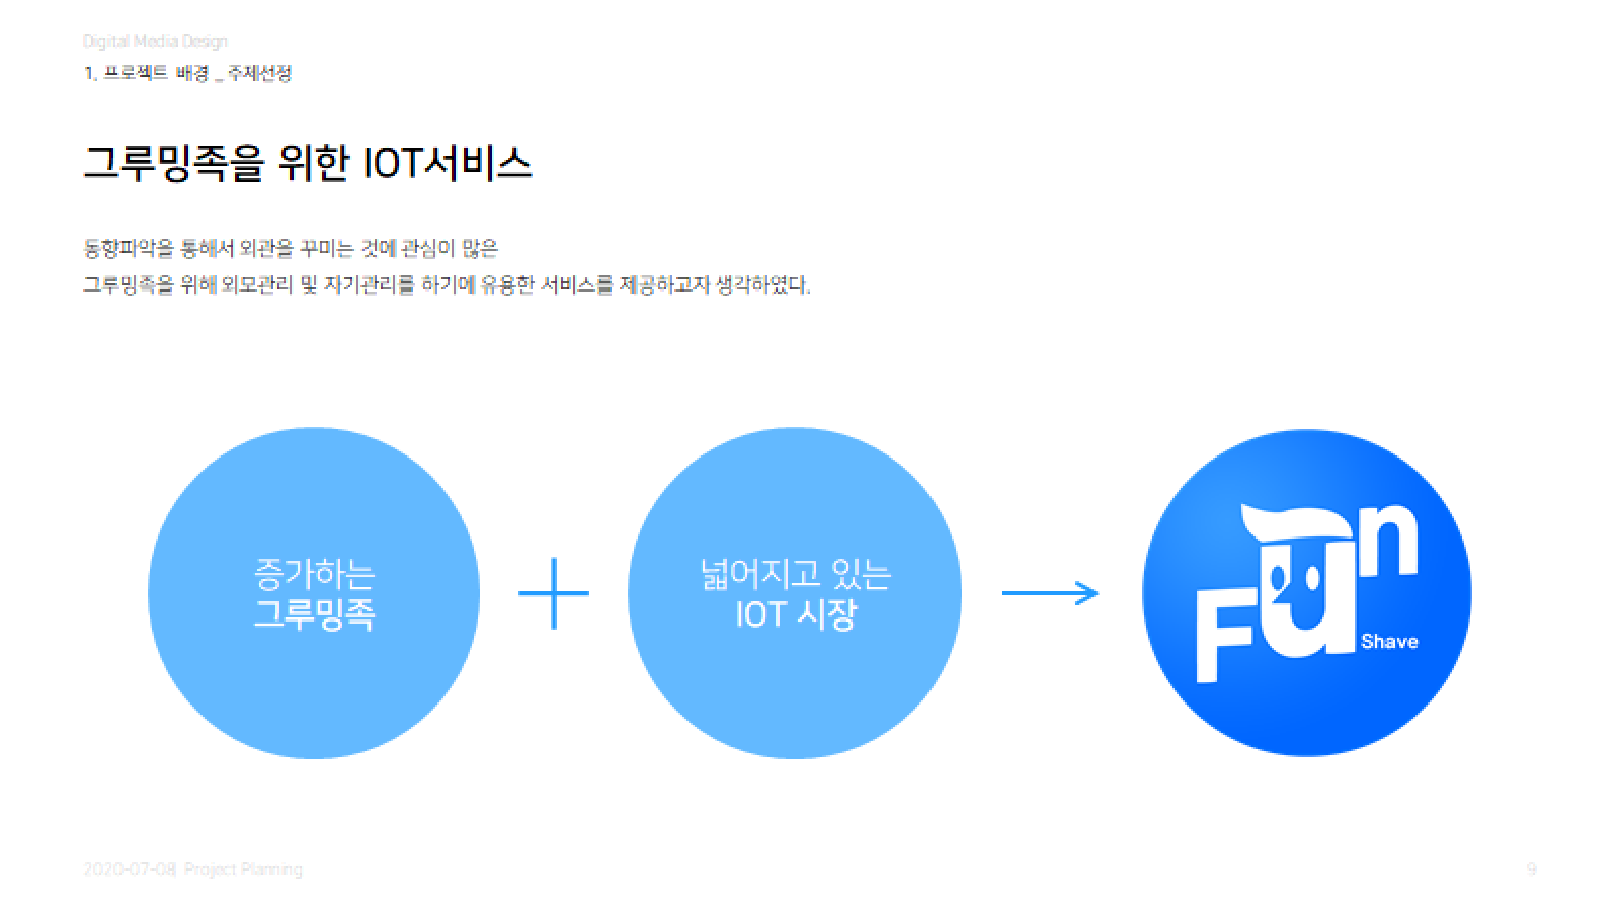 Digital Media Design
1. 프로젝트 배경 _ 주제선정
그루밍족을 위한 IOT서비스
동향파악을 통해서 외관을 꾸미는 것에 관심이 많은
그루밍족을 위해 외모관리 및 자기관리를 하기에 유용한 서비스를 제공하고자 생각하였다.
증가하는
그루밍족
넓어지고 있는
IOT 시장
Fun
Shave
2020-07-08| Project Planning
9